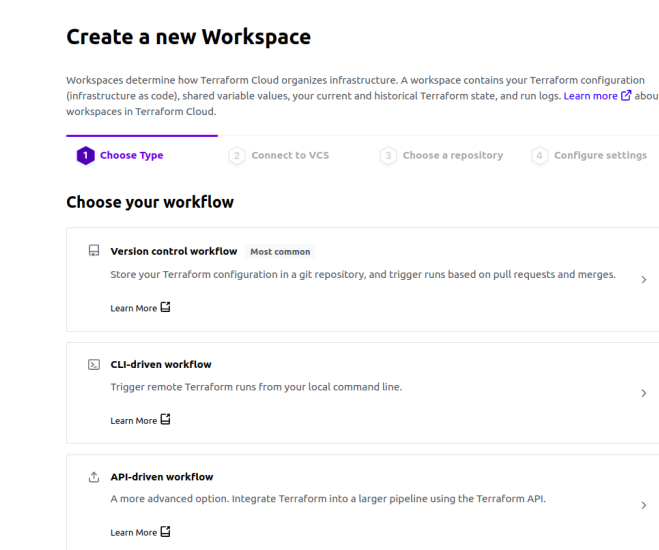 Create a new Workspace
Workspaces determine how Terraform Cloud organizes infrastructure. A workspace contains your Terraform configuration
(infrastructure as code), shared variable values, your current and historical Terraform state, and run logs. Learn more abou
workspaces in Terraform Cloud.
1 Choose Type 2 Connect to VCS 3 Choose a repository 4 Configure settings
Choose your workflow
Version control workflow Most common
Store your Terraform configuration in a git repository, and trigger runs based on pull requests and merges.
Learn More
CLI-driven workflow
Trigger remote Terraform runs from your local command line.
Learn More
API-driven workflow
A more advanced option. Integrate Terraform into a larger pipeline using the Terraform API.
Learn More